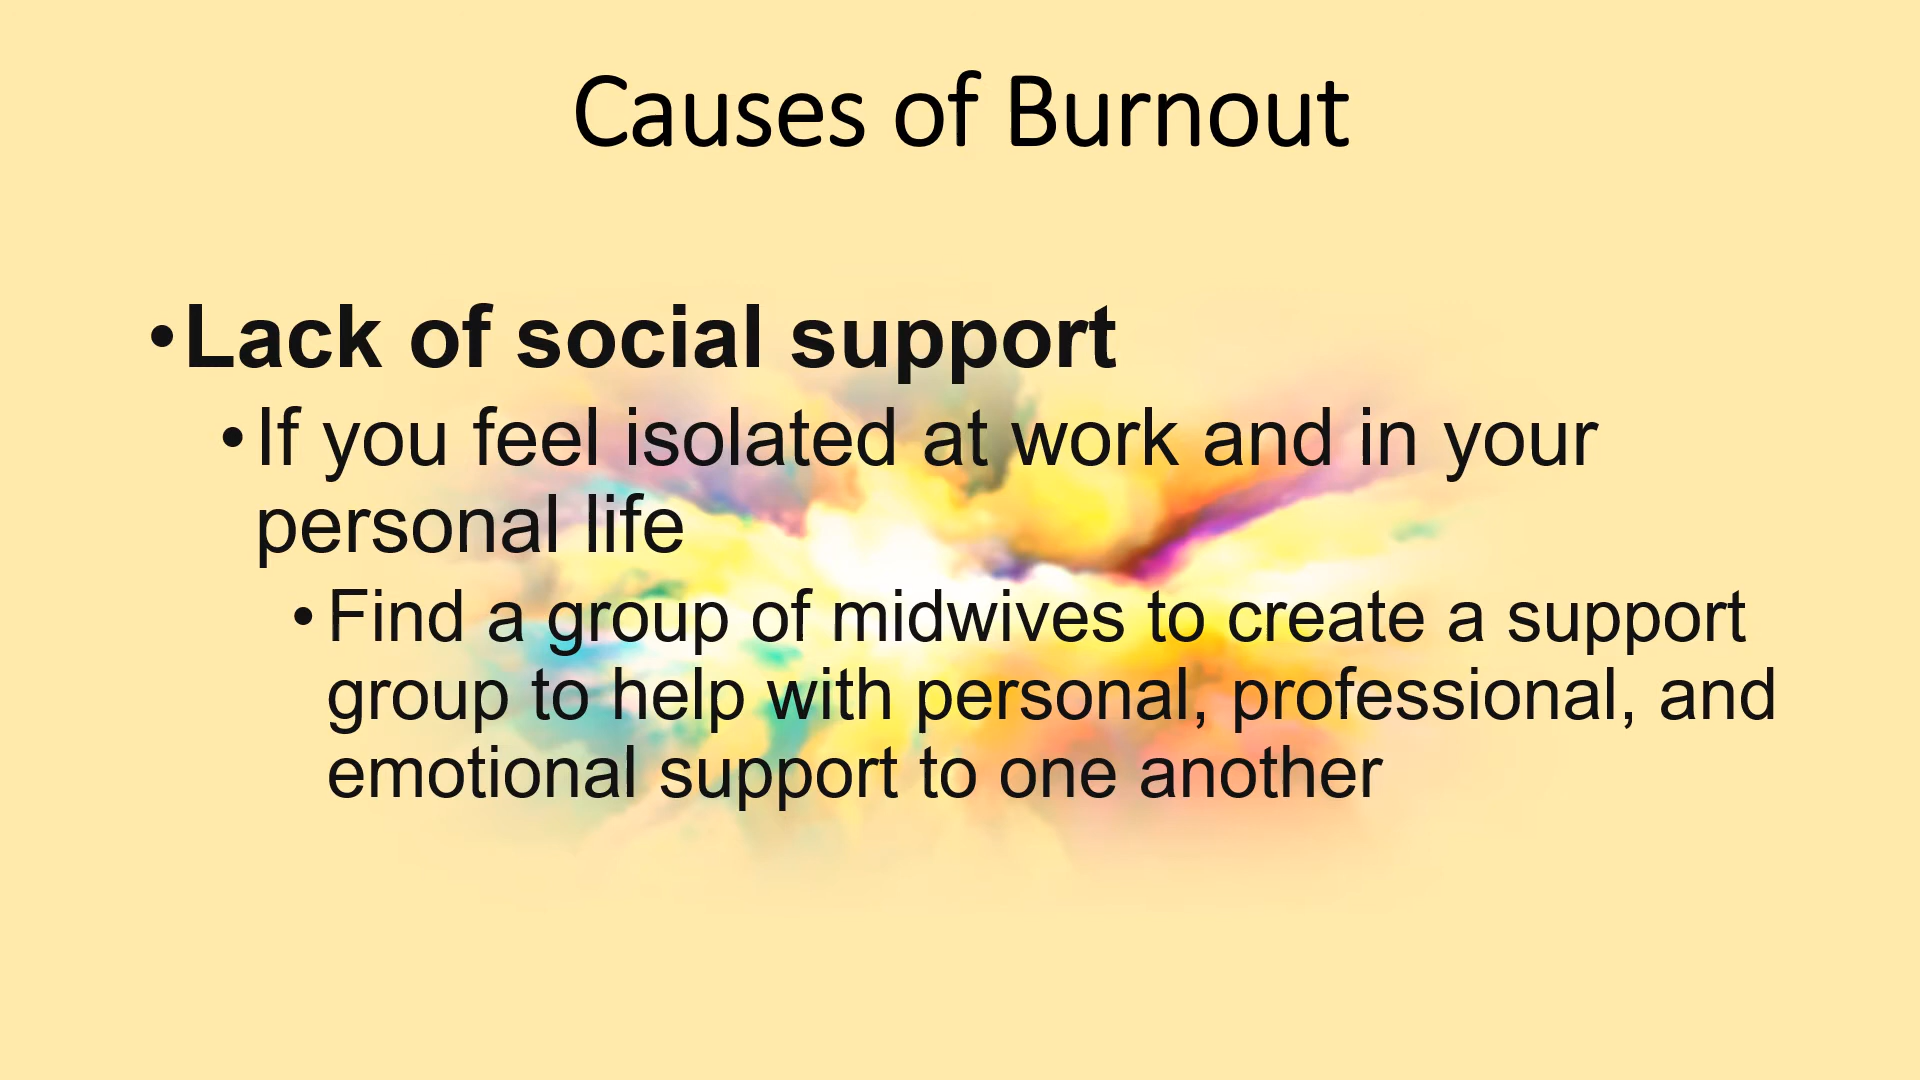 Causes of Burnout
•Lack of social support
•If you feel isolated at work and in your
personal life
•Find a group of midwives to create a support
group to help with personal, professional, and
emotional support to one another